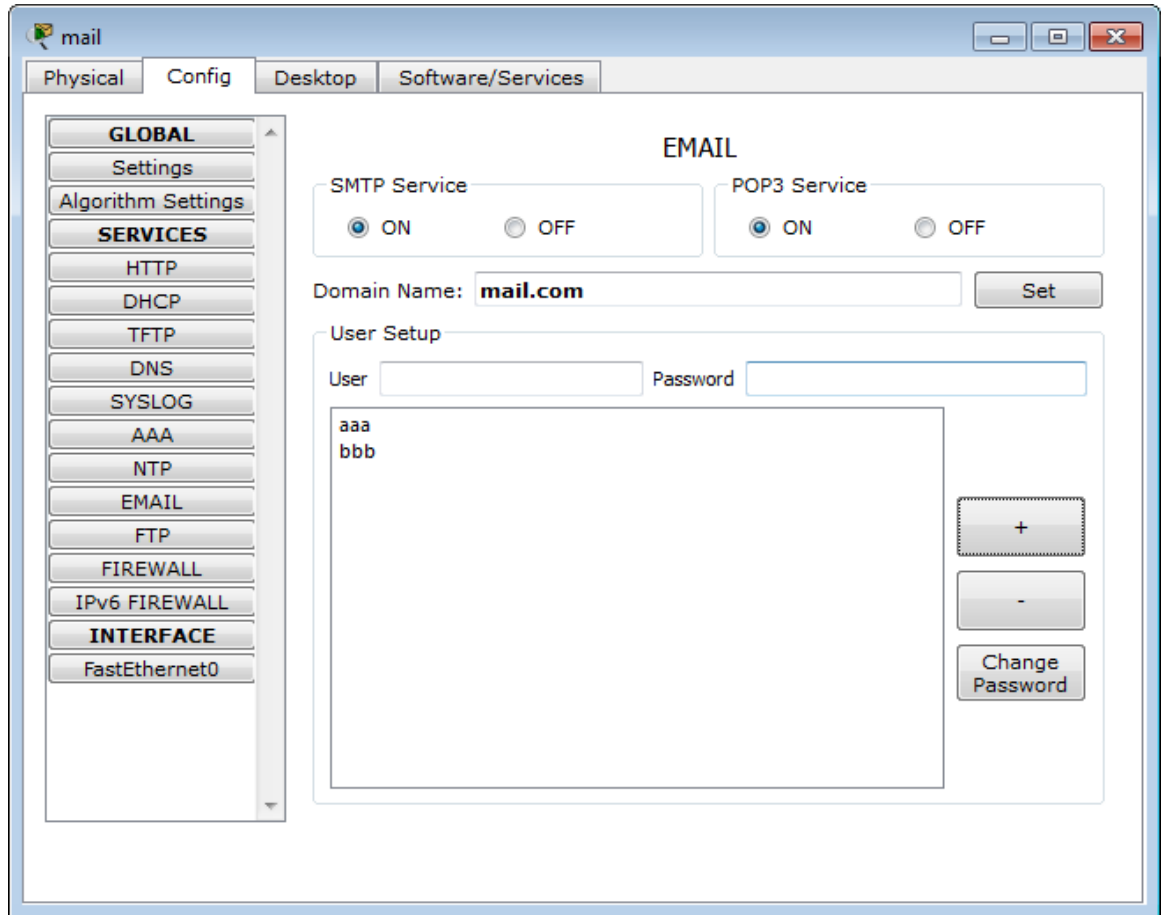 mail
Physical Config Desktop Software/Services
GLOBAL
Settings
Algorithm Settings
SERVICES
HTTP
DHCP
TFTP
DNS
SYSLOG
AAA
NTP
EMAIL
FTP
FIREWALL
IPv6 FIREWALL
INTERFACE
FastEthernet0
EMAIL
SMTP Service POP3 Service
ON OFF ON OFF
Domain Name: mail.com Set
User Setup
User Password
aaa
bbb
+
-
Change
Password